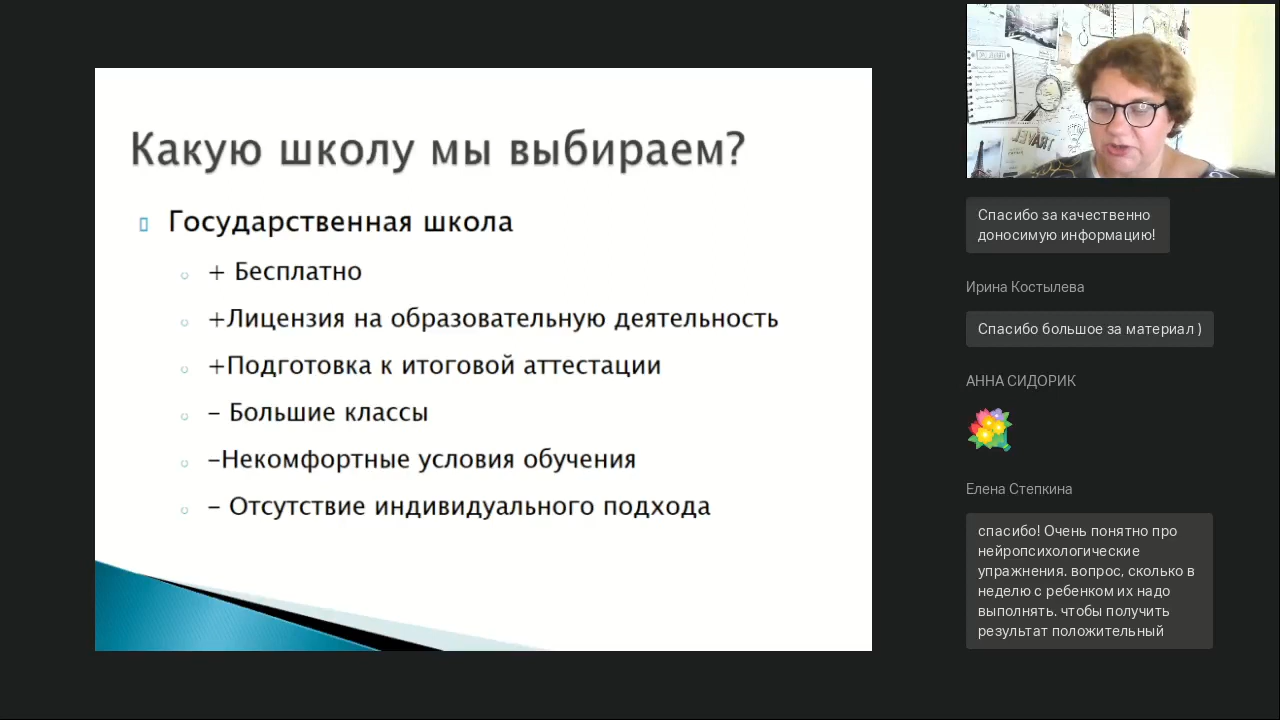 Какую школу мы выбираем?
Государственная школа
+ Бесплатно
+Лицензия на образовательную деятельность
+Подготовка к итоговой аттестации
– Большие классы
–Некомфортные условия обучения
– Отсутствие индивидуального подхода
Спасибо за качественно
доносимую информацию!
Ирина Костылева
Спасибо большое за материал )
АННА СИДОРИК
Елена Степкина
спасибо! Очень понятно про
нейропсихологические
упражнения. вопрос, сколько в
неделю с ребенком их надо
выполнять. чтобы получить
результат положительный